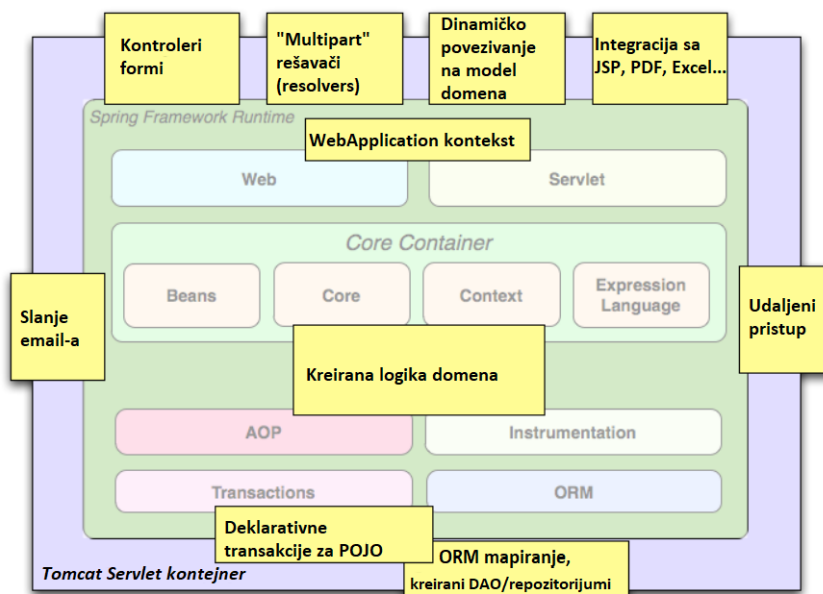 Kontroleri
formi
"Multipart"
rešavači
(resolvers)
Dinamičko
povezivanje
na model
domena
Integracija sa
JSP, PDF, Excel...
Spring Framework Runtime
WebApplication kontekst
Web
Servlet
Core Container
Beans
Core
Context
Expression
Language
Slanje
email-a
Udaljeni
pristup
Kreirana logika domena
AOP
Instrumentation
Transactions
ORM
Deklarativne
transakcije za POJO
ORM mapiranje,
kreirani DAO/repozitorijumi
Tomcat Servlet kontejner